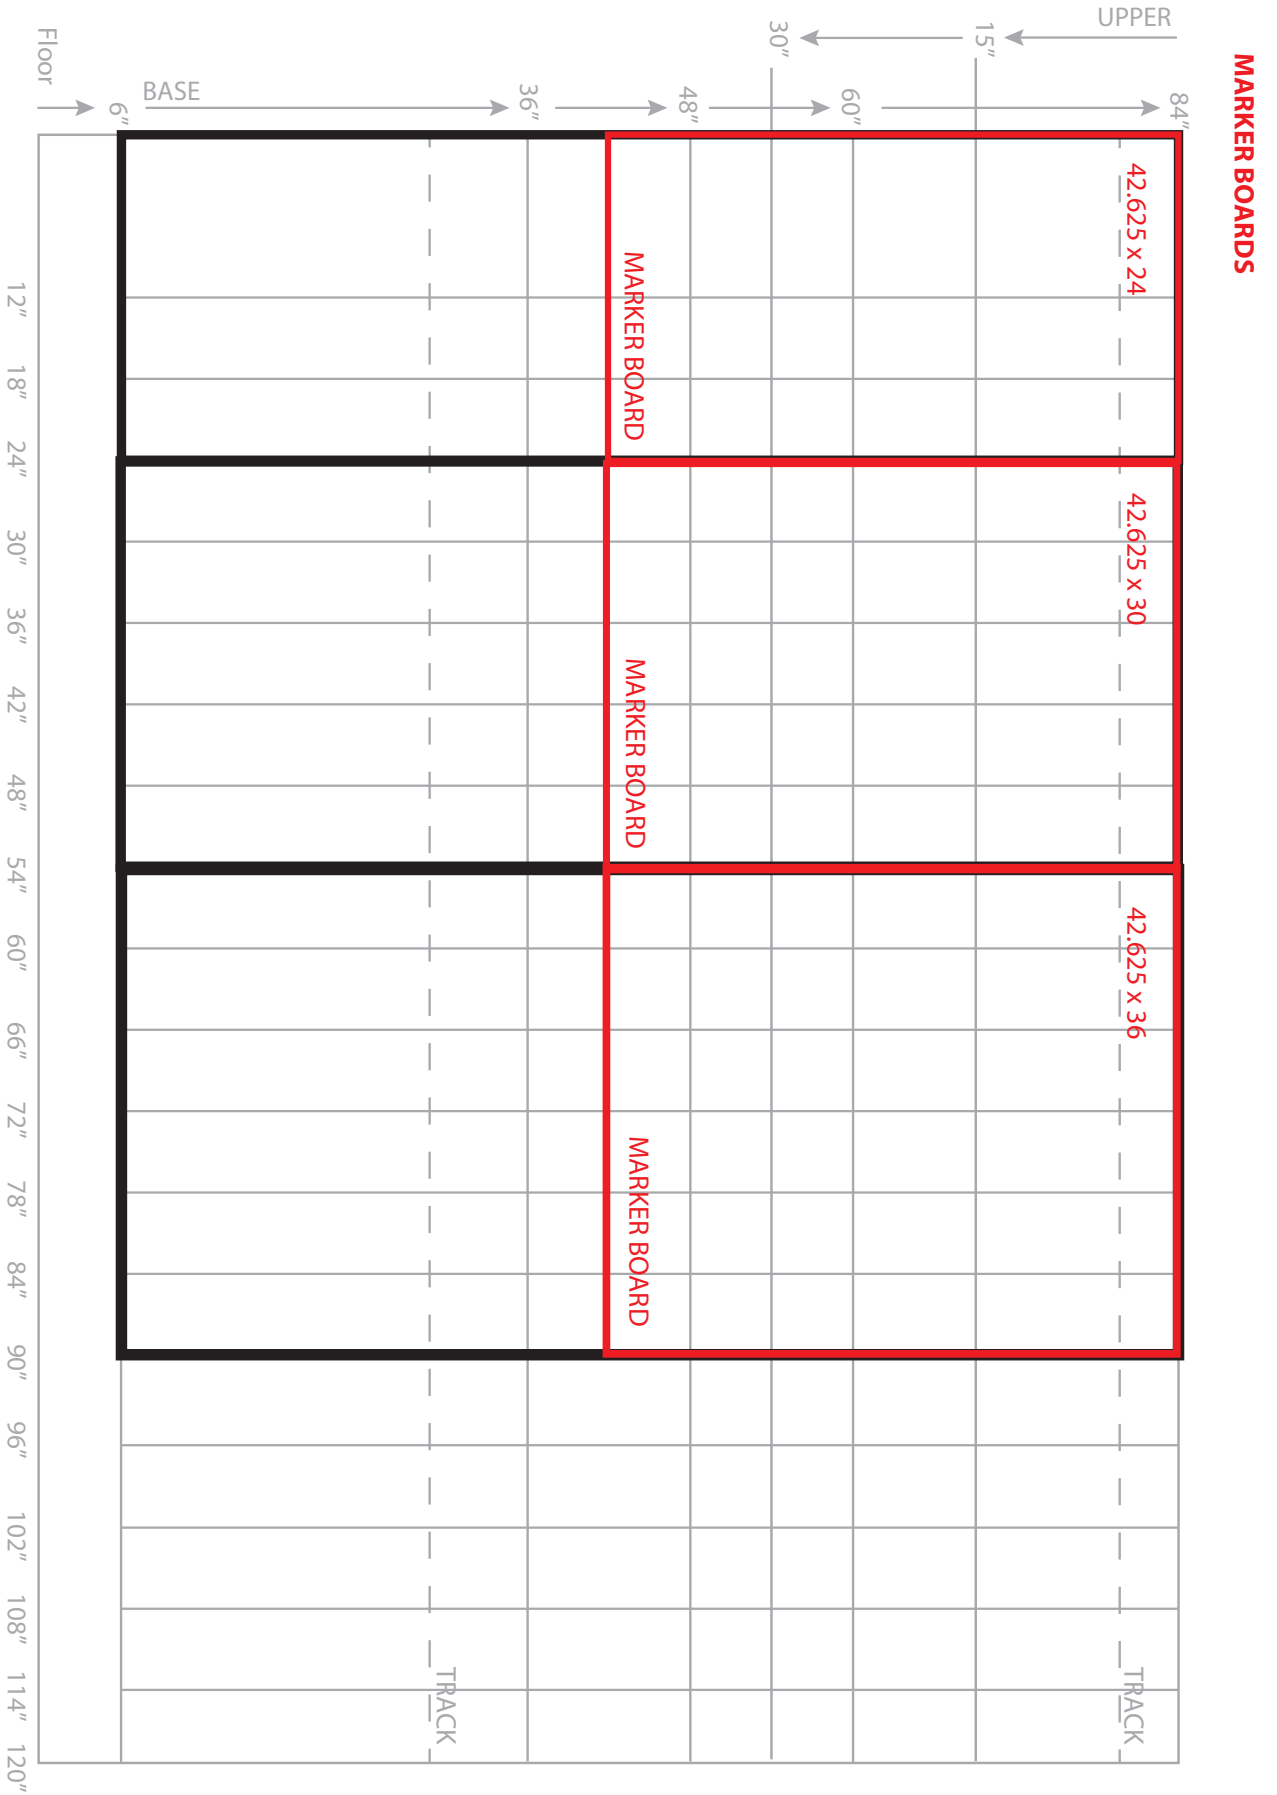 MARKER BOARDS
UPPER
15”
30”
84”
60”
48”
36”
BASE
6”
Floor
42.625 x 24
42.625 x 30
42.625 x 36
MARKER BOARD
MARKER BOARD
MARKER BOARD
TRACK
TRACK
12”
18”
24”
30”
36”
42”
48”
54”
60”
66”
72”
78”
84”
90”
96”
102”
108”
114”
120”